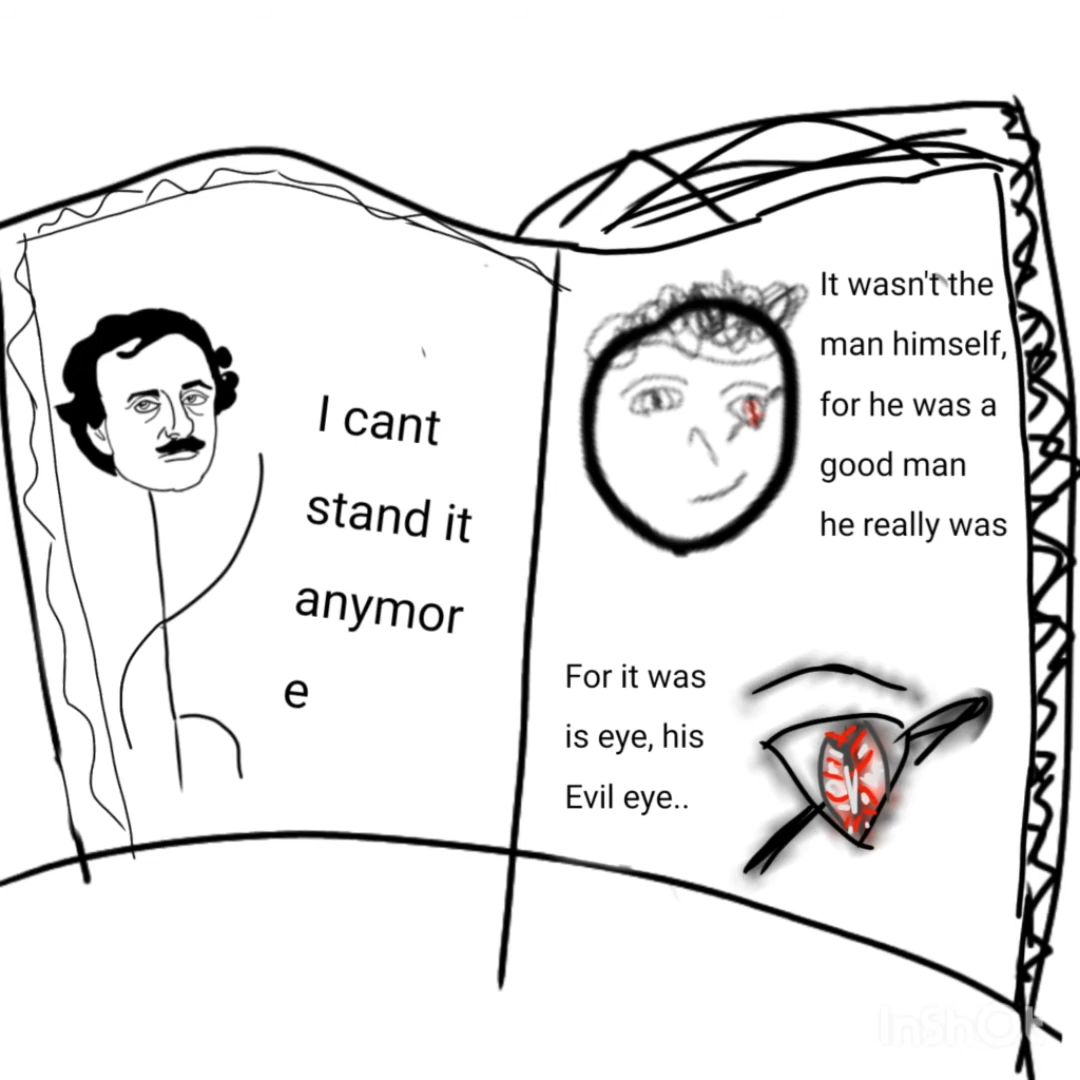 I cant
stand it
anymor
e
It wasn't the
man himself,
for he was a
good man
he really was
For it was
is eye, his
Evil eye..
InShOt